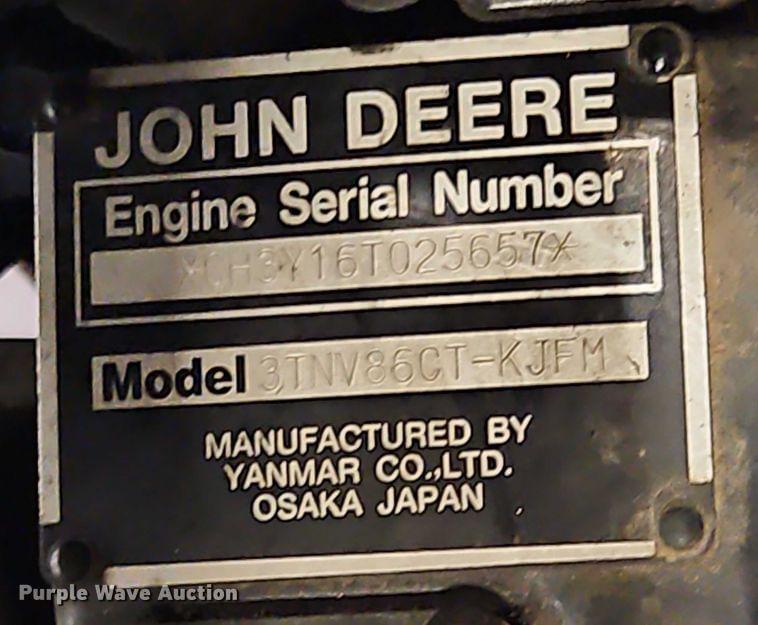 JOHN DEERE
Engine Serial Number
*CH3Y16T025657*
Model 3TNV86CT-KJFM
MANUFACTURED BY
YANMAR CO.,LTD.
OSAKA JAPAN
Purple Wave Auction